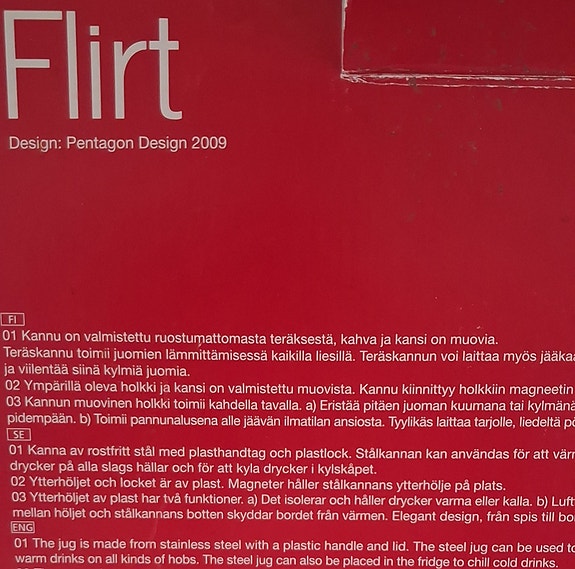 Flirt
Design: Pentagon Design 2009
FI
01 Kannu on valmistettu ruostumattomasta teräksestä, kahva ja kansi on muovia.
Teräskannu toimii juomien lämmittämisessä kaikilla liesillä. Teräskannun voi laittaa myös
ja viilentää siinä kylmiä juomia.
02 Ympärillä oleva holkki ja kansi on valmistettu muovista. Kannu kiinnittyy holkkiin magneetin
03 Kannun muovinen holkki toimii kahdella tavalla. a) Eristää pitäen juoman kuumana tai kylmänä
pidempään. b) Toimii pannunalusena alle jäävän ilmatilan ansiosta. Tyylikäs laittaa tarjolle, liedeltä
SE
01 Kanna av rostfritt stål med plasthandtag och plastlock. Stålkannan kan användas för att
drycker på alla slags hällar och för att kyla drycker i kylskåpet.
02 Ytterhöljet och locket är av plast. Magneter håller stålkannans ytterhölje på plats.
03 Ytterhöljet av plast har två funktioner. a) Det isolerar och håller drycker varma eller kalla. b)
mellan höljet och stålkannans botten skyddar bordet från värmen. Elegant design, från spis till
ENG
01 The jug is made from stainless steel with a plastic handle and lid. The steel jug can be used to
warm drinks on all kinds of hobs. The steel jug can also be placed in the fridge to chill cold drinks.